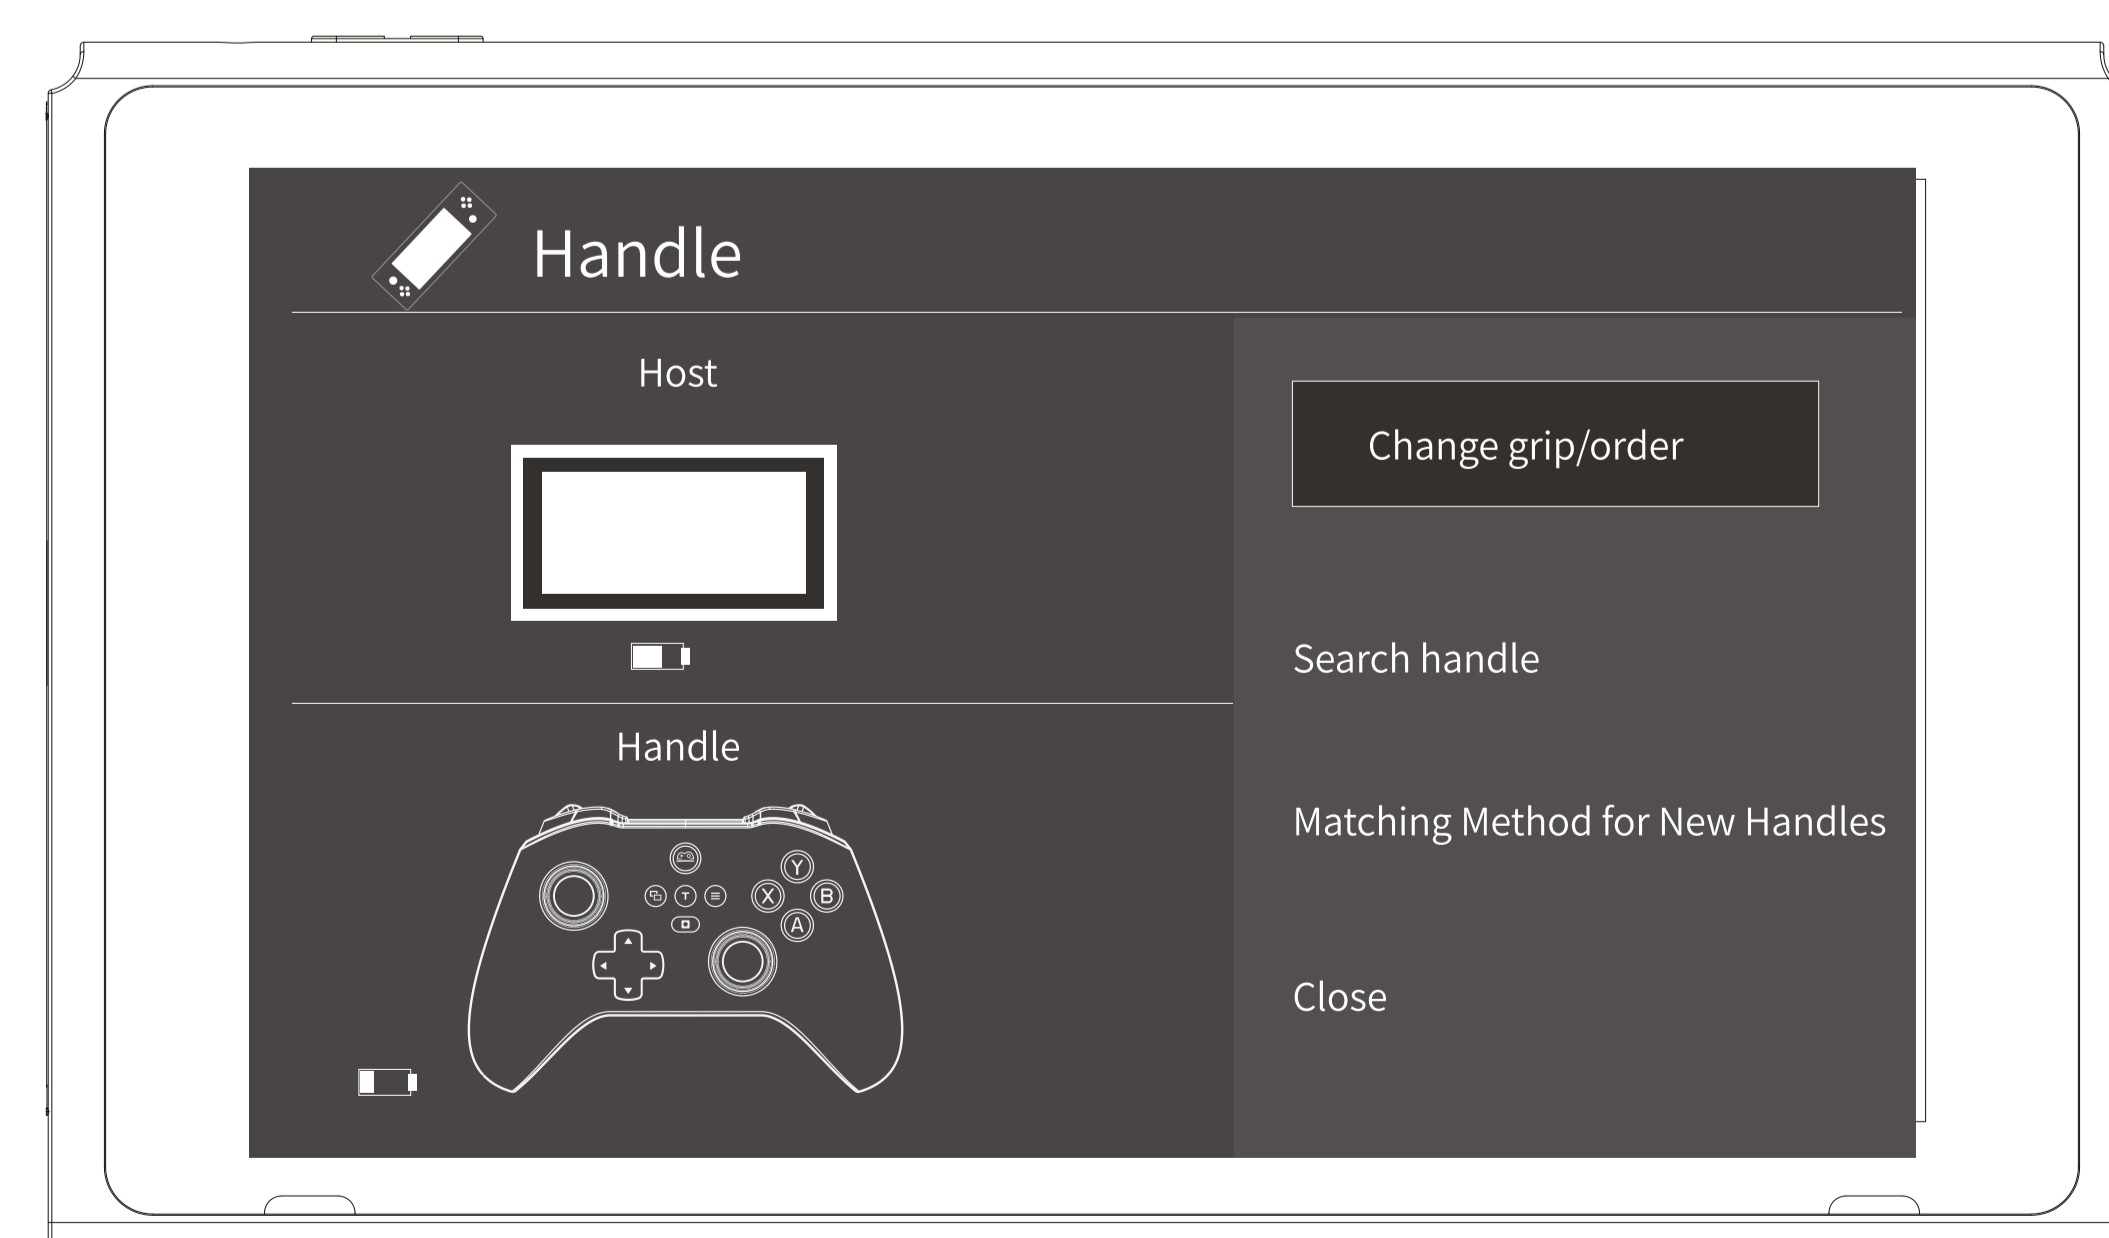 Handle
Host
Handle
Y
X
B
T
A
Change grip/order
Search handle
Matching Method for New Handles
Close